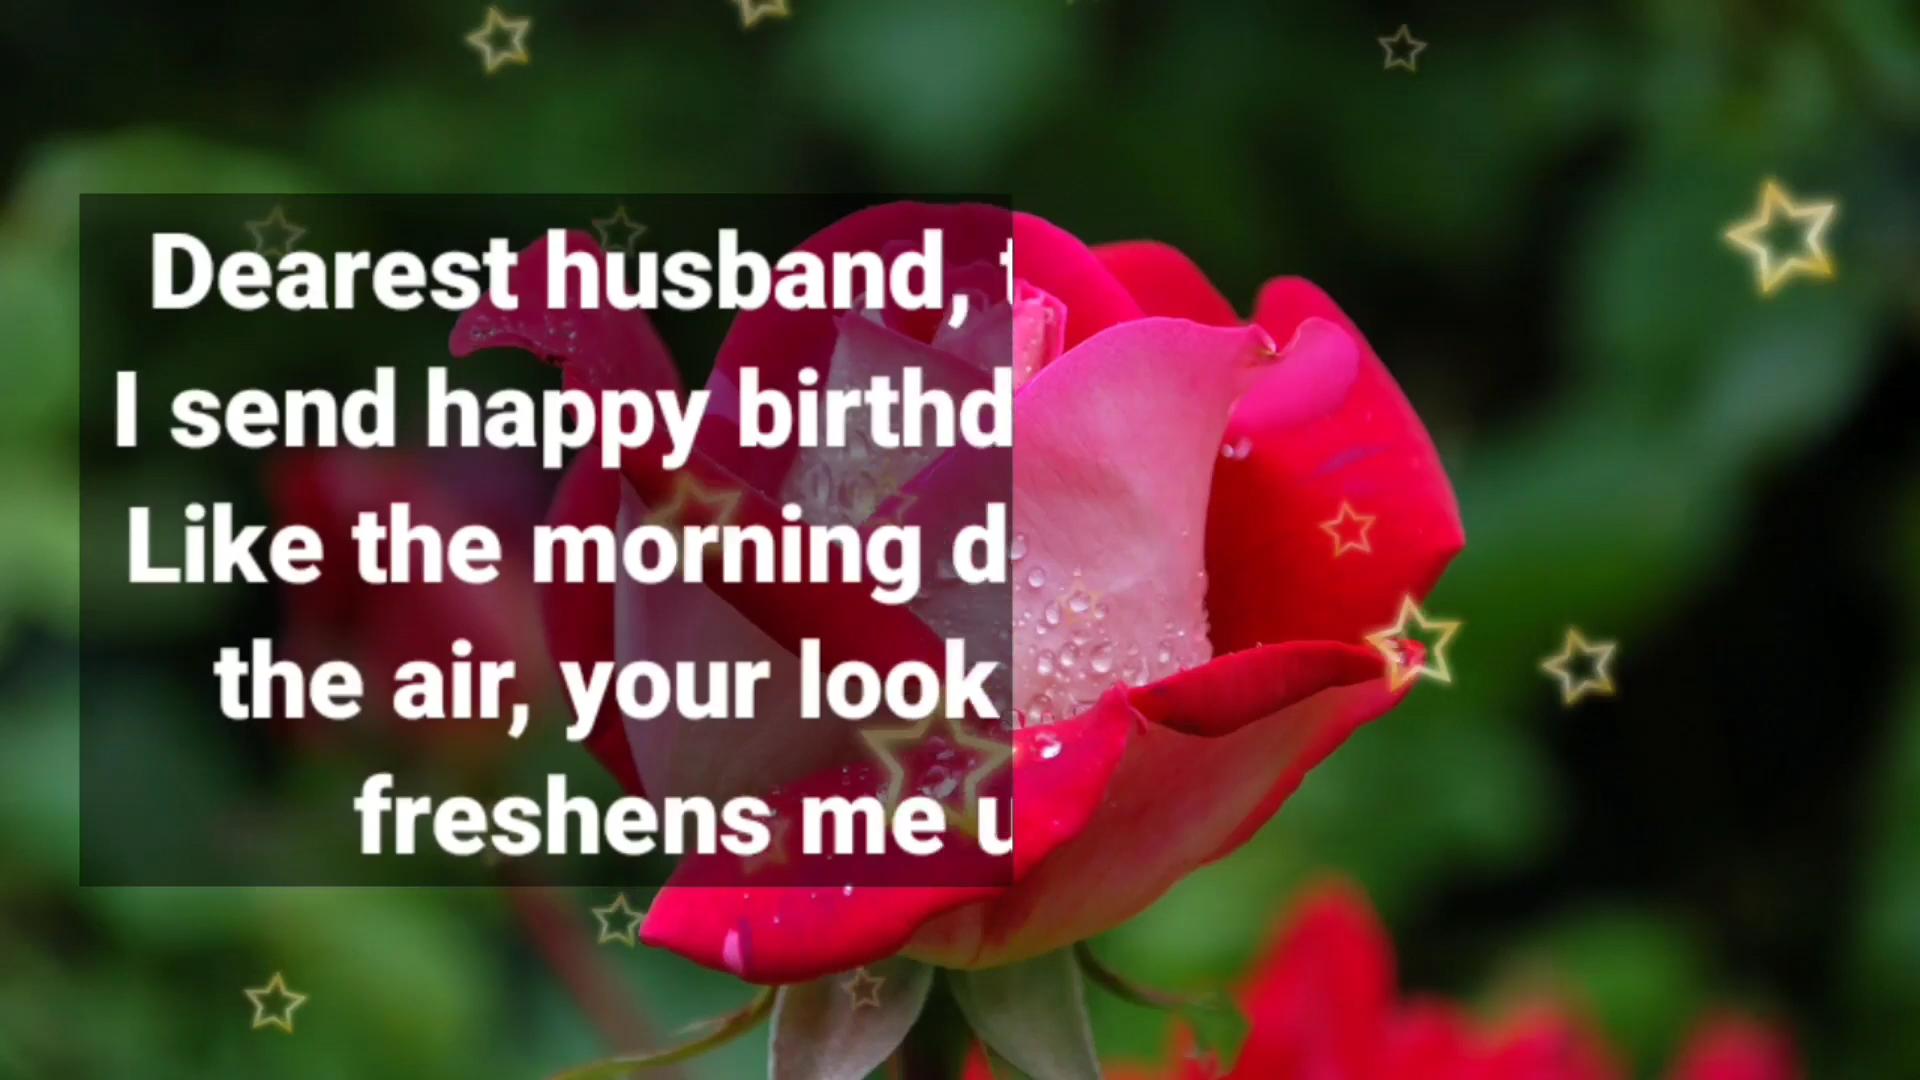 Dearest husband,
I send happy birthd
Like the morning d
the air, your look
freshens me u